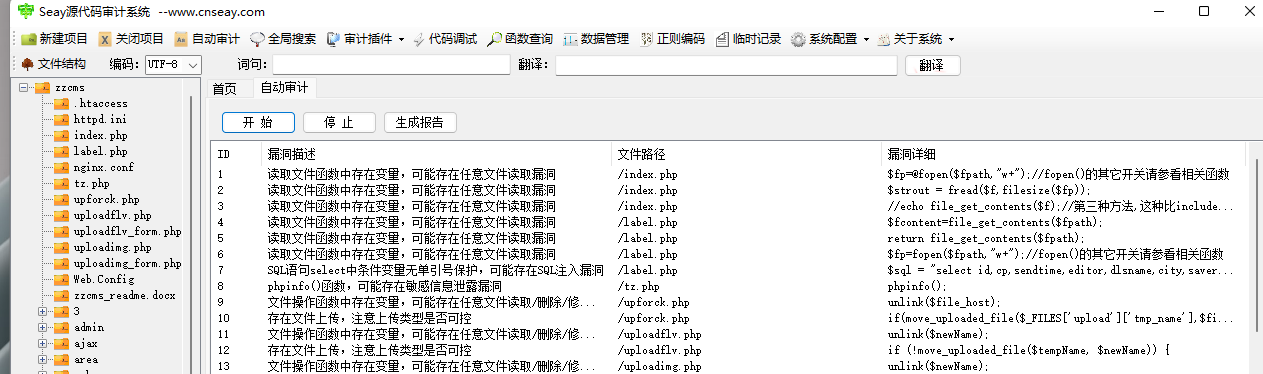 Seay源代码审计系统 --www.cnseay.com
新建项目 关闭项目 自动审计 全局搜索 审计插件 代码调试 函数查询 数据管理 正则编码 临时记录 系统配置 关于系统
文件结构 编码: UTF-8 词句: 翻译: 翻译
zzcms
.htaccess
httpd.ini
index.php
label.php
nginx.conf
tz.php
upforck.php
uploadflv.php
uploadflv_form.php
uploadimg.php
uploadimg_form.php
Web.Config
zzcms_readme.docx
3
admin
ajax
area
首页 自动审计
开 始 停 止 生成报告
ID 漏洞描述 文件路径 漏洞详细
1 读取文件函数中存在变量，可能存在任意文件读取漏洞 /index.php $fp=@fopen($fpath,"w+");//fopen()的其它开关请参看相关函数
2 读取文件函数中存在变量，可能存在任意文件读取漏洞 /index.php $strout = fread($f,filesize($fp));
3 读取文件函数中存在变量，可能存在任意文件读取漏洞 /index.php //echo file_get_contents($f);//第三种方法,这种比include...
4 读取文件函数中存在变量，可能存在任意文件读取漏洞 /label.php $fcontent=file_get_contents($fpath);
5 读取文件函数中存在变量，可能存在任意文件读取漏洞 /label.php return file_get_contents($fpath);
6 读取文件函数中存在变量，可能存在任意文件读取漏洞 /label.php $fp=fopen($fpath,"w+");//fopen()的其它开关请参看相关函数
7 SQL语句select中条件变量无单引号保护，可能存在SQL注入漏洞 /label.php $sql = "select id,cp,sendtime,editor,dlsname,city,saver...
8 phpinfo()函数，可能存在敏感信息泄露漏洞 /tz.php phpinfo();
9 文件操作函数中存在变量，可能存在任意文件读取/删除/修... /upforck.php unlink($file_host);
10 存在文件上传，注意上传类型是否可控 /upforck.php if(move_uploaded_file($_FILES['upload']['tmp_name'],$fi...
11 文件操作函数中存在变量，可能存在任意文件读取/删除/修... /uploadflv.php unlink($newName);
12 存在文件上传，注意上传类型是否可控 /uploadflv.php if (!move_uploaded_file($tempName, $newName)) {
13 文件操作函数中存在变量，可能存在任意文件读取/删除/修... /uploadimg.php unlink($newName);